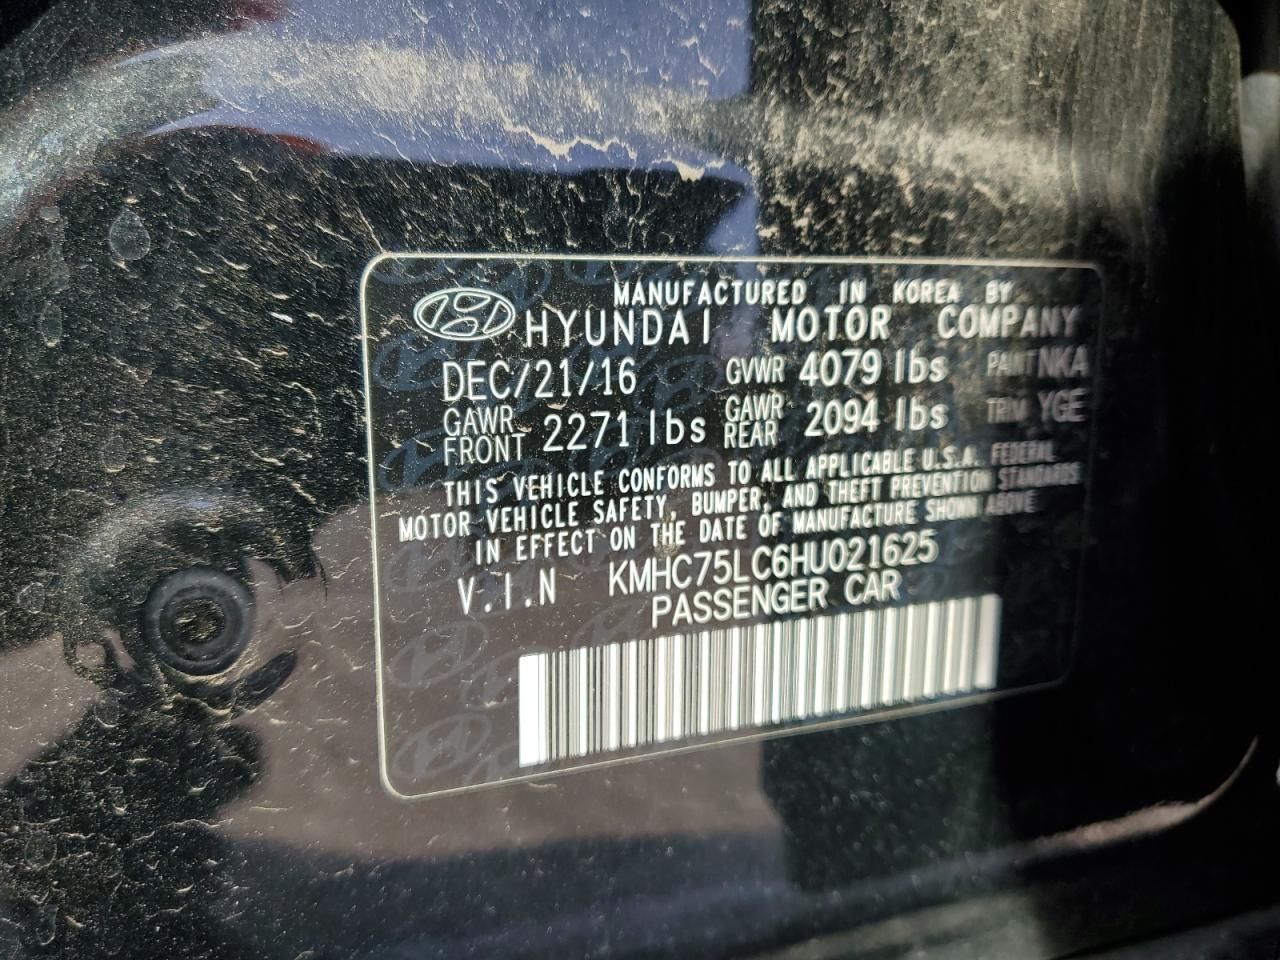 MANUFACTURED IN KOREA BY
HYUNDAI MOTOR COMPANY
DEC/21/16 GVWR 4079 lbs PAINT NKA
GAWR FRONT 2271 lbs GAWR REAR 2094 lbs TRIM YGE
THIS VEHICLE CONFORMS TO ALL APPLICABLE U.S.A. FEDERAL
MOTOR VEHICLE SAFETY, BUMPER, AND THEFT PREVENTION STANDARDS
IN EFFECT ON THE DATE OF MANUFACTURE SHOWN ABOVE
V.I.N KMHC75LC6HU021625
PASSENGER CAR